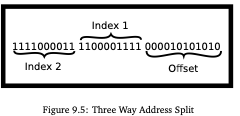 Index 1
1111000011 1100001111 000010101010
Index 2 Offset
Figure 9.5: Three Way Address Split